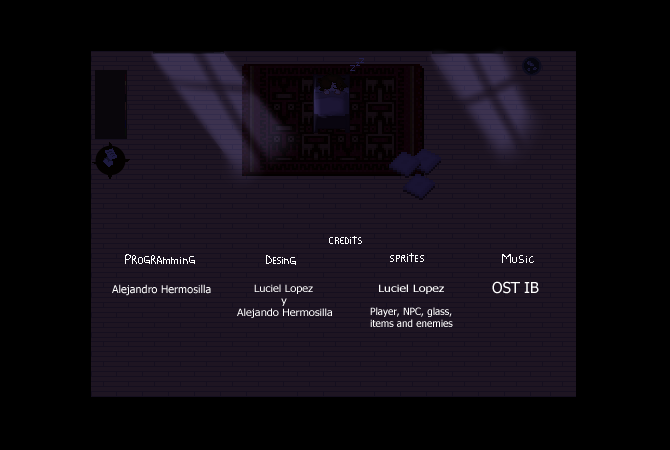 CREDITS
PROGRAmminG
Alejandro Hermosilla
DESinG
Luciel Lopez
y
Alejando Hermosilla
SPRITES
Luciel Lopez
Player, NPC, glass,
items and enemies
MUSIC
OST IB